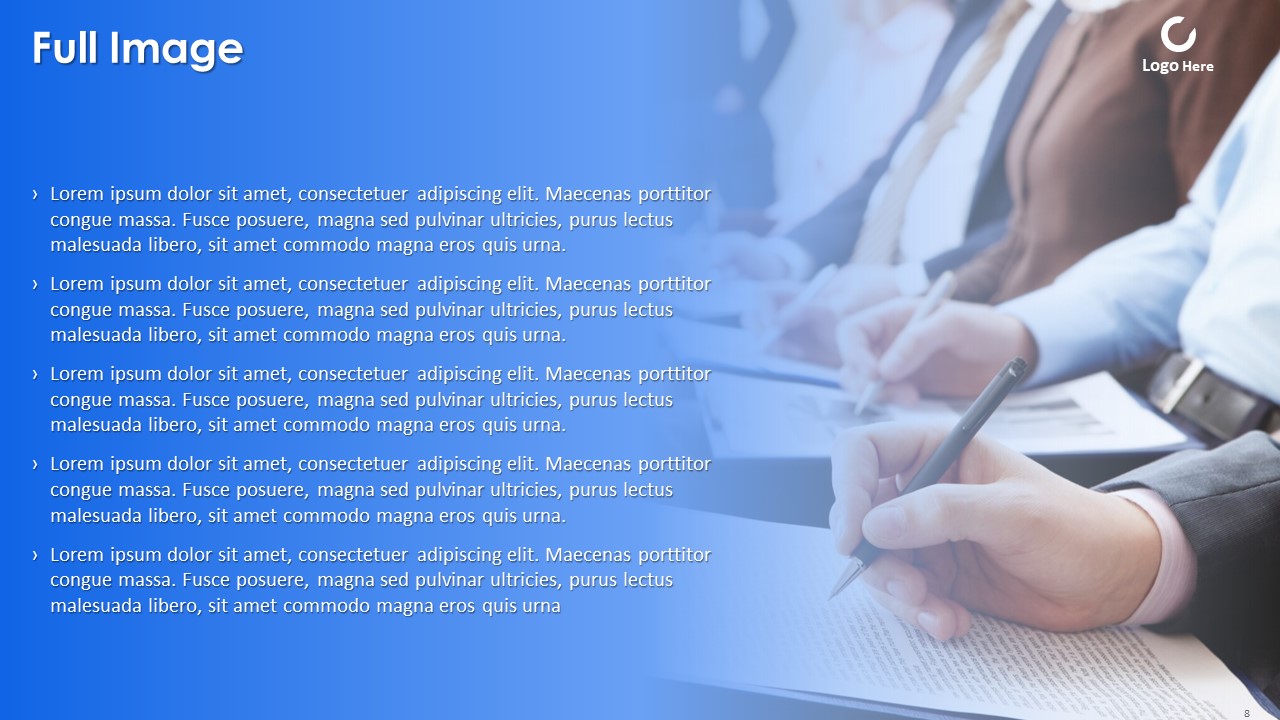 Full Image
Logo Here
› Lorem ipsum dolor sit amet, consectetuer adipiscing elit. Maecenas porttitor
congue massa. Fusce posuere, magna sed pulvinar ultricies, purus lectus
malesuada libero, sit amet commodo magna eros quis urna.
› Lorem ipsum dolor sit amet, consectetuer adipiscing elit. Maecenas porttitor
congue massa. Fusce posuere, magna sed pulvinar ultricies, purus lectus
malesuada libero, sit amet commodo magna eros quis urna.
› Lorem ipsum dolor sit amet, consectetuer adipiscing elit. Maecenas porttitor
congue massa. Fusce posuere, magna sed pulvinar ultricies, purus lectus
malesuada libero, sit amet commodo magna eros quis urna.
› Lorem ipsum dolor sit amet, consectetuer adipiscing elit. Maecenas porttitor
congue massa. Fusce posuere, magna sed pulvinar ultricies, purus lectus
malesuada libero, sit amet commodo magna eros quis urna.
› Lorem ipsum dolor sit amet, consectetuer adipiscing elit. Maecenas porttitor
congue massa. Fusce posuere, magna sed pulvinar ultricies, purus lectus
malesuada libero, sit amet commodo magna eros quis urna
8